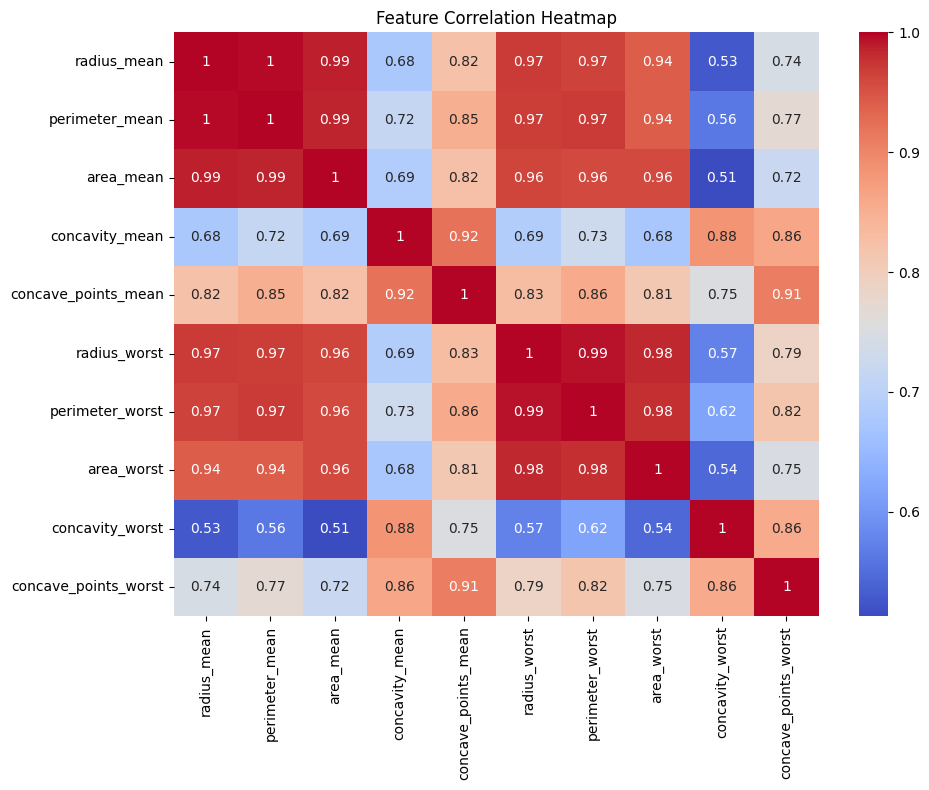 Feature Correlation Heatmap
radius_mean 1 1 0.99 0.68 0.82 0.97 0.97 0.94 0.53 0.74
perimeter_mean 1 1 0.99 0.72 0.85 0.97 0.97 0.94 0.56 0.77
area_mean 0.99 0.99 1 0.69 0.82 0.96 0.96 0.96 0.51 0.72
concavity_mean 0.68 0.72 0.69 1 0.92 0.69 0.73 0.68 0.88 0.86
concave_points_mean 0.82 0.85 0.82 0.92 1 0.83 0.86 0.81 0.75 0.91
radius_worst 0.97 0.97 0.96 0.69 0.83 1 0.99 0.98 0.57 0.79
perimeter_worst 0.97 0.97 0.96 0.73 0.86 0.99 1 0.98 0.62 0.82
area_worst 0.94 0.94 0.96 0.68 0.81 0.98 0.98 1 0.54 0.75
concavity_worst 0.53 0.56 0.51 0.88 0.75 0.57 0.62 0.54 1 0.86
concave_points_worst 0.74 0.77 0.72 0.86 0.91 0.79 0.82 0.75 0.86 1
radius_mean
perimeter_mean
area_mean
concavity_mean
concave_points_mean
radius_worst
perimeter_worst
area_worst
concavity_worst
concave_points_worst
1.0
0.9
0.8
0.7
0.6